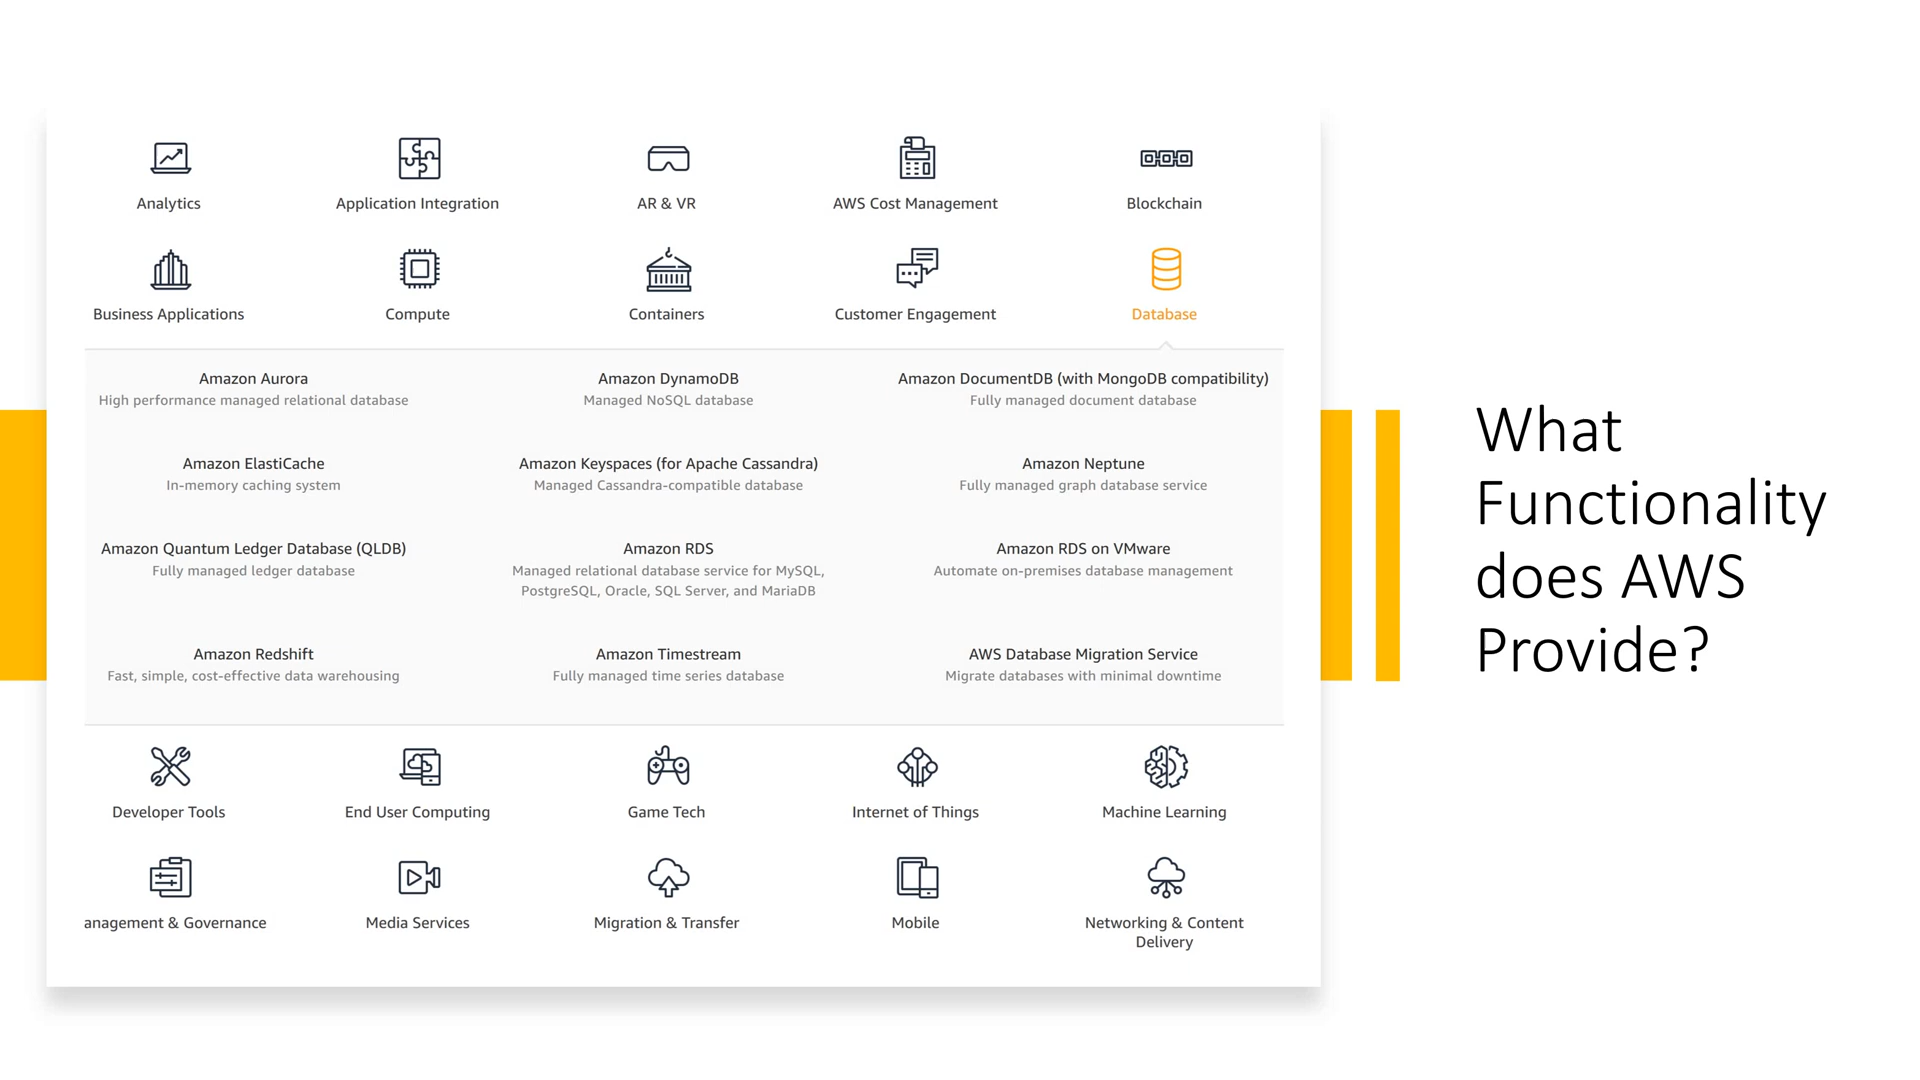 Analytics
Application Integration
AR & VR
AWS Cost Management
Blockchain
Business Applications
Compute
Containers
Customer Engagement
Database
Amazon Aurora
High performance managed relational database
Amazon DynamoDB
Managed NoSQL database
Amazon DocumentDB (with MongoDB compatibility)
Fully managed document database
Amazon ElastiCache
In-memory caching system
Amazon Keyspaces (for Apache Cassandra)
Managed Cassandra-compatible database
Amazon Neptune
Fully managed graph database service
Amazon Quantum Ledger Database (QLDB)
Fully managed ledger database
Amazon RDS
Managed relational database service for MySQL,
PostgreSQL, Oracle, SQL Server, and MariaDB
Amazon RDS on VMware
Automate on-premises database management
Amazon Redshift
Fast, simple, cost-effective data warehousing
Amazon Timestream
Fully managed time series database
AWS Database Migration Service
Migrate databases with minimal downtime
Developer Tools
End User Computing
Game Tech
Internet of Things
Machine Learning
anagement & Governance
Media Services
Migration & Transfer
Mobile
Networking & Content
Delivery
What
Functionality
does AWS
Provide?